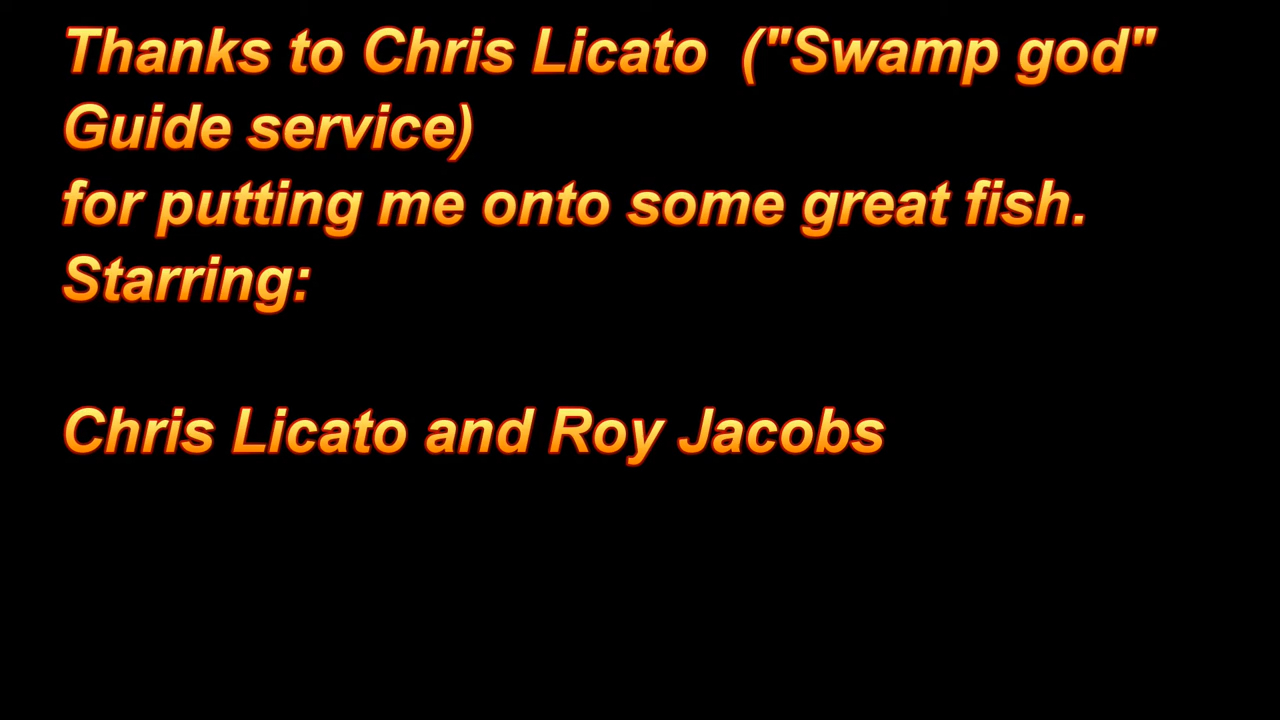 Thanks to Chris Licato  ("Swamp god"
Guide service)
for putting me onto some great fish.
Starring:
Chris Licato and Roy Jacobs